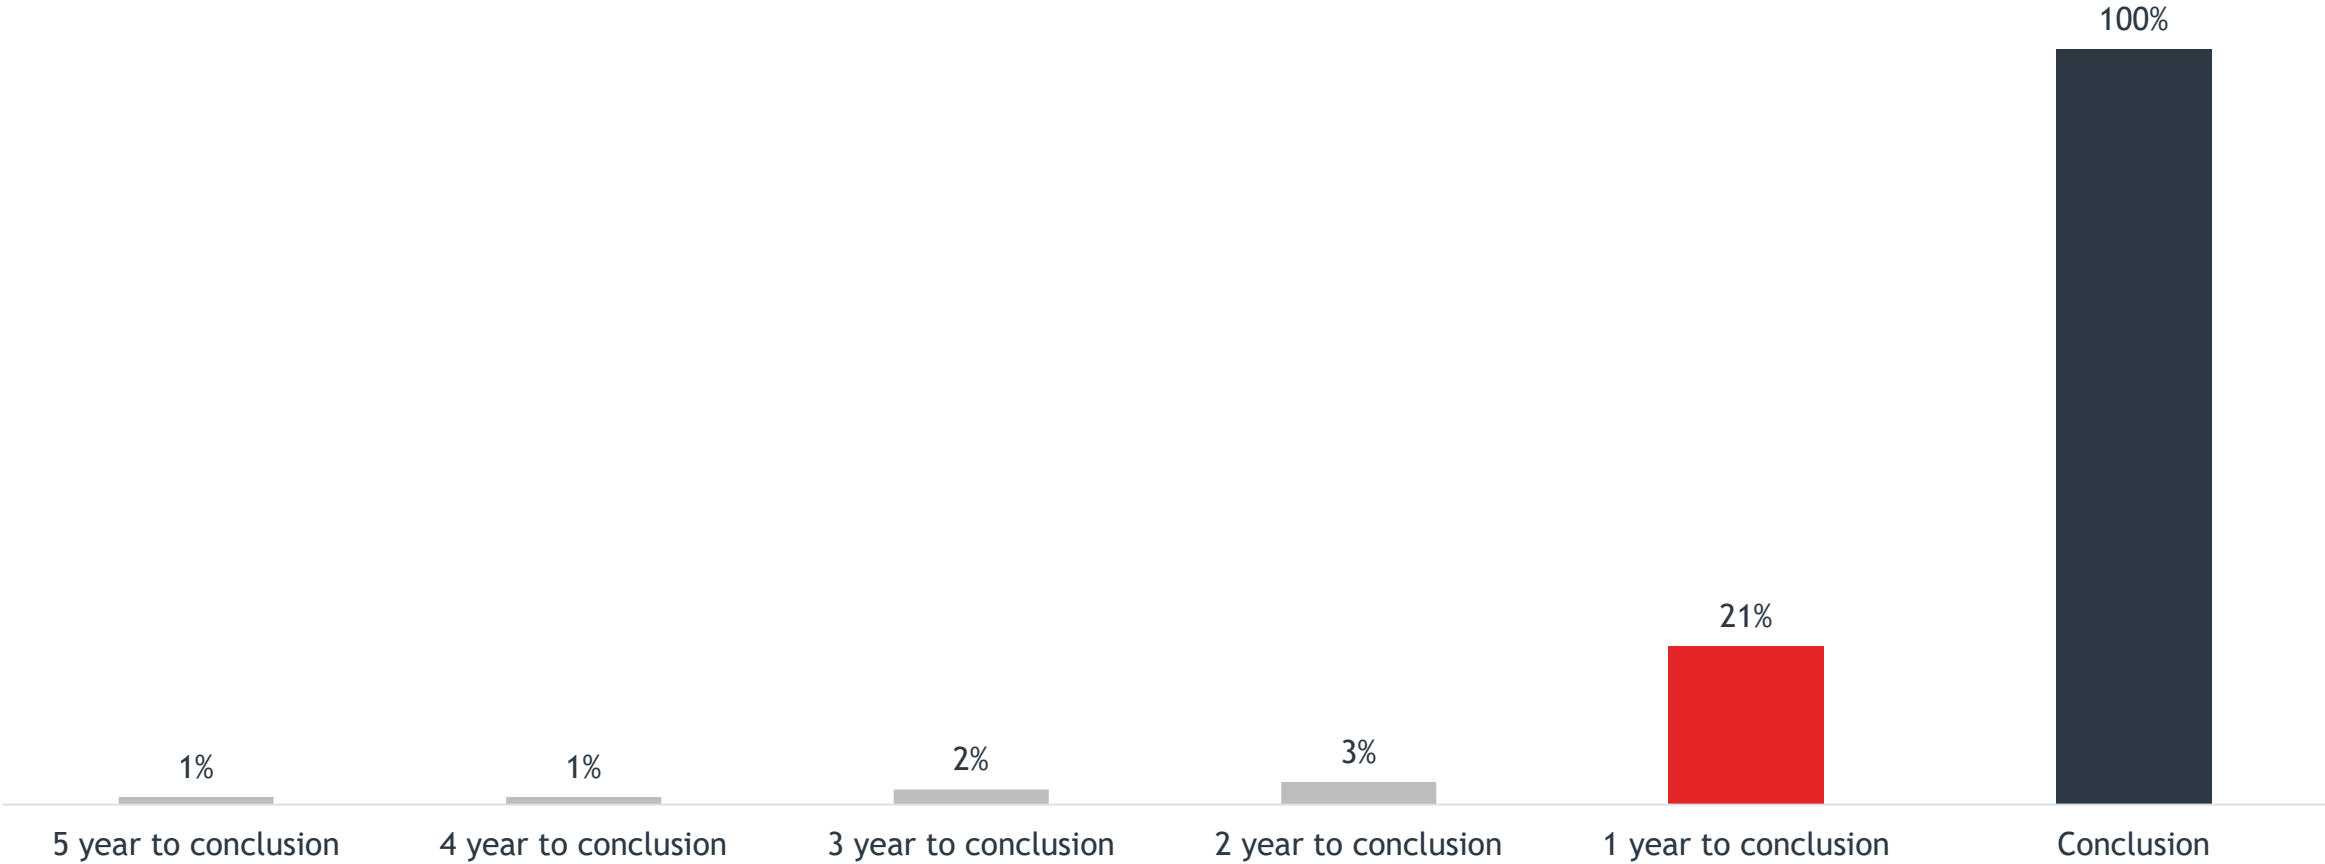 100%
21%
1%
1%
2%
3%
5 year to conclusion
4 year to conclusion
3 year to conclusion
2 year to conclusion
1 year to conclusion
Conclusion